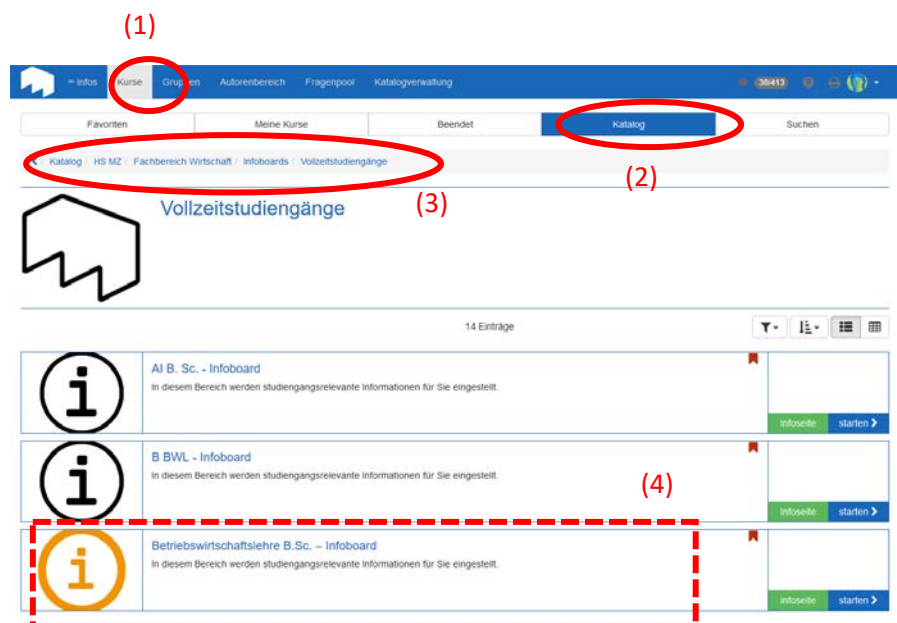 (1)
Infos Kurse Gruppen Autorenbereich Fragenpool Katalogverwaltung 30/413
Favoriten Meine Kurse Beendet Katalog Suchen
Katalog / HS MZ / Fachbereich Wirtschaft / Infoboards / Vollzeitstudiengänge
(2)
(3)
Vollzeitstudiengänge
14 Einträge
AI B. Sc. - Infoboard
In diesem Bereich werden studiengangsrelevante Informationen für Sie eingestellt.
Infoseite starten
B BWL - Infoboard
In diesem Bereich werden studiengangsrelevante Informationen für Sie eingestellt.
(4)
Infoseite starten
Betriebswirtschaftslehre B.Sc. – Infoboard
In diesem Bereich werden studiengangsrelevante Informationen für Sie eingestellt.
Infoseite starten